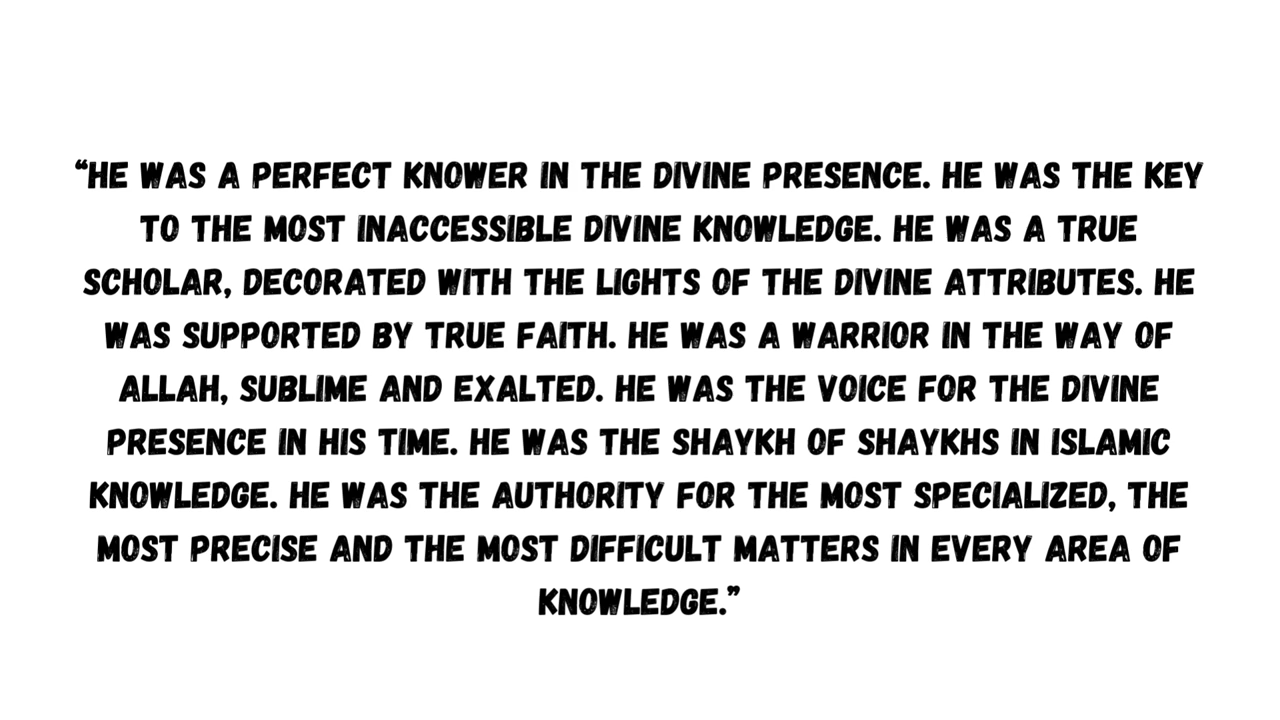 “HE WAS A PERFECT KNOWER IN THE DIVINE PRESENCE. HE WAS THE KEY
TO THE MOST INACCESSIBLE DIVINE KNOWLEDGE. HE WAS A TRUE
SCHOLAR, DECORATED WITH THE LIGHTS OF THE DIVINE ATTRIBUTES. HE
WAS SUPPORTED BY TRUE FAITH. HE WAS A WARRIOR IN THE WAY OF
ALLAH, SUBLIME AND EXALTED. HE WAS THE VOICE FOR THE DIVINE
PRESENCE IN HIS TIME. HE WAS THE SHAYKH OF SHAYKHS IN ISLAMIC
KNOWLEDGE. HE WAS THE AUTHORITY FOR THE MOST SPECIALIZED, THE
MOST PRECISE AND THE MOST DIFFICULT MATTERS IN EVERY AREA OF
KNOWLEDGE.”